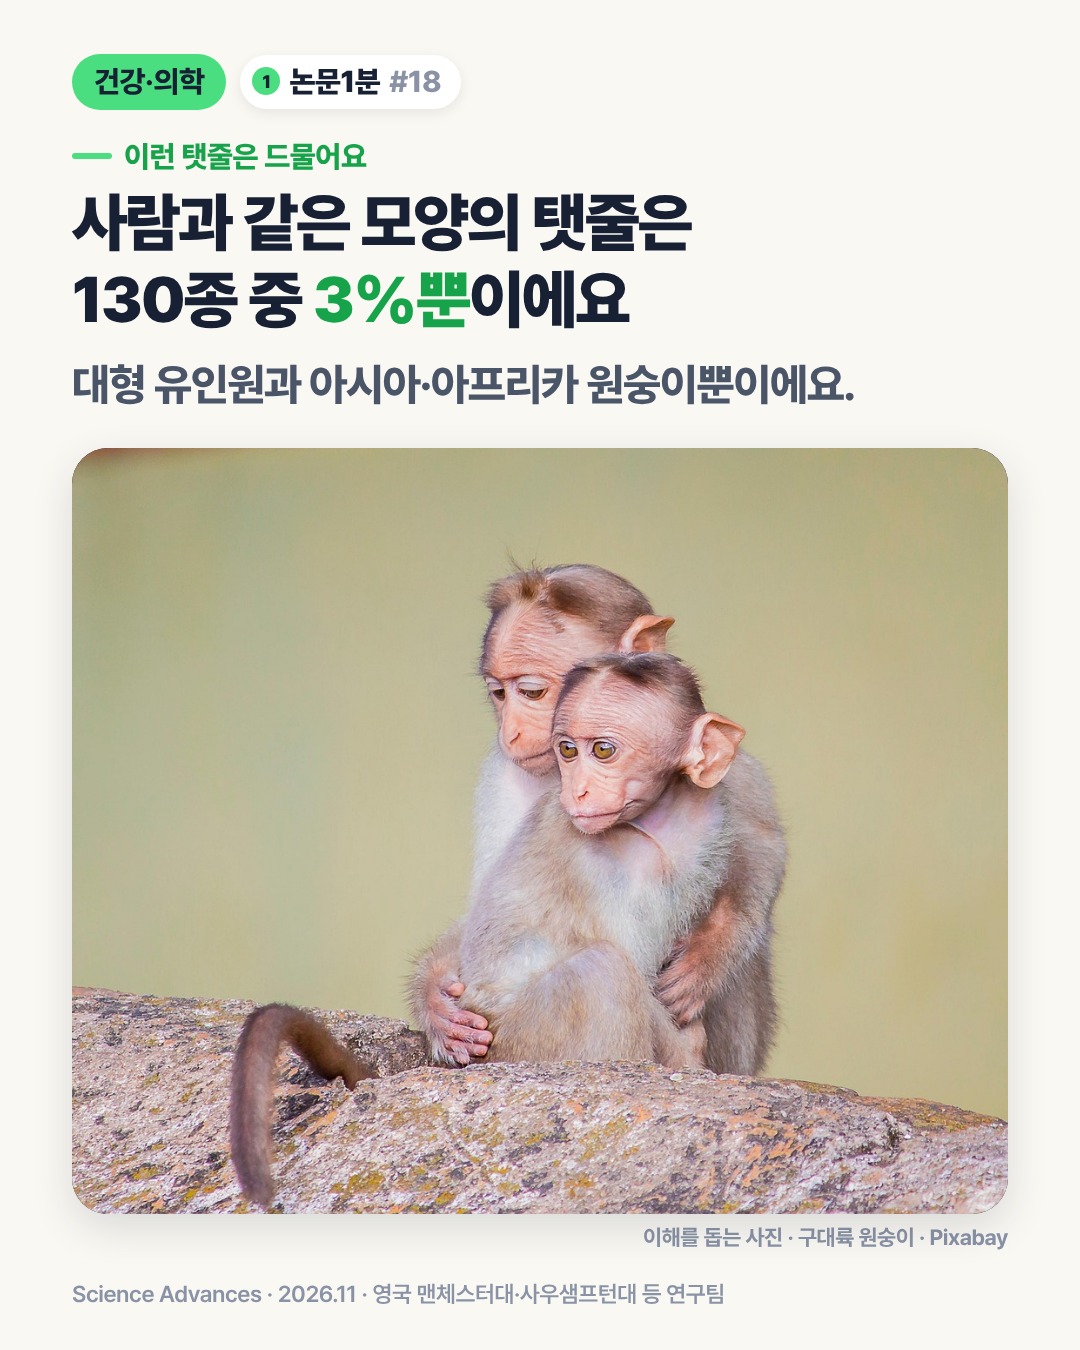 건강·의학
1 논문1분 #18
이런 탯줄은 드물어요
사람과 같은 모양의 탯줄은
130종 중 3%뿐이에요
대형 유인원과 아시아·아프리카 원숭이뿐이에요.
이해를 돕는 사진 · 구대륙 원숭이 · Pixabay
Science Advances · 2026.11 · 영국 맨체스터대·사우샘프턴대 등 연구팀